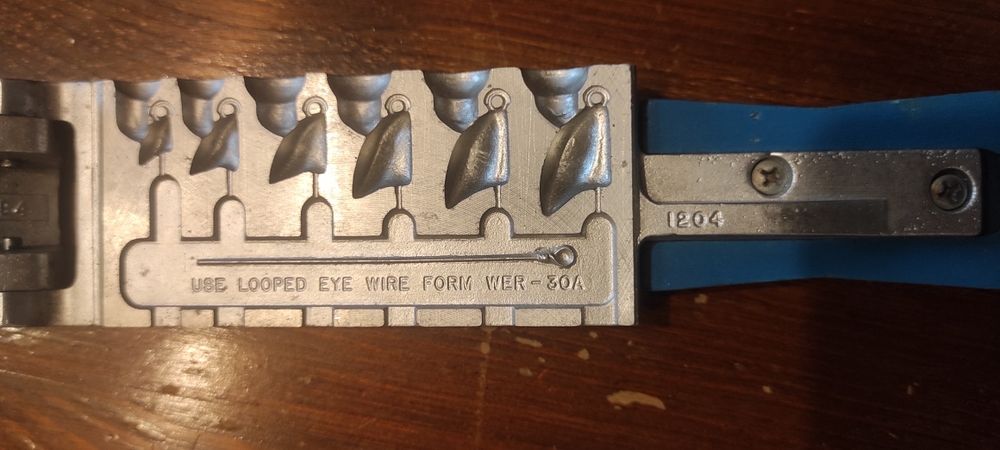 1204
USE LOOPED EYE WIRE FORM WER-30A